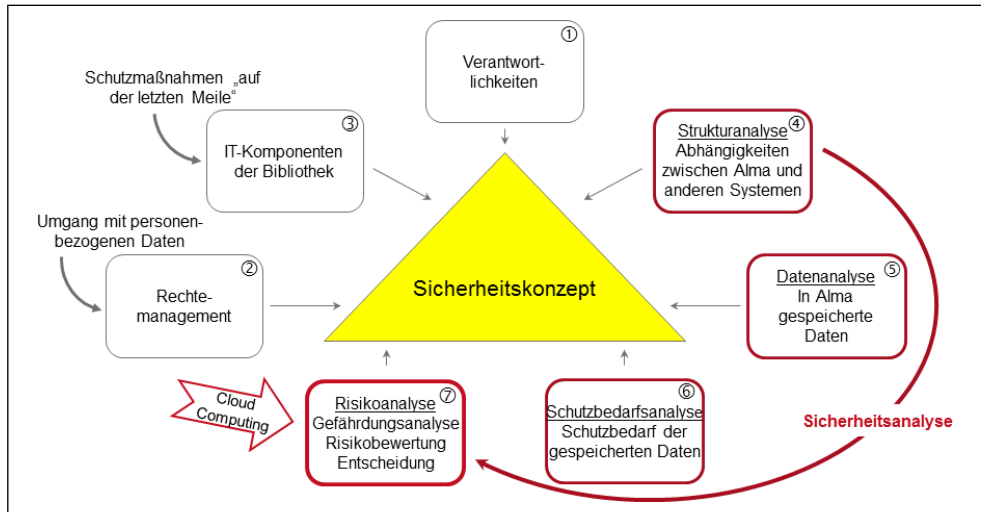 ①
Verantwort-
lichkeiten
Schutzmaßnahmen „auf
der letzten Meile“
③
IT-Komponenten
der Bibliothek
④
Strukturanalyse
Abhängigkeiten
zwischen Alma und
anderen Systemen
Umgang mit personen-
bezogenen Daten
②
Rechte-
management
Sicherheitskonzept
⑤
Datenanalyse
In Alma
gespeicherte
Daten
Cloud
Computing
⑦
Risikoanalyse
Gefährdungsanalyse
Risikobewertung
Entscheidung
⑥
Schutzbedarfsanalyse
Schutzbedarf der
gespeicherten Daten
Sicherheitsanalyse